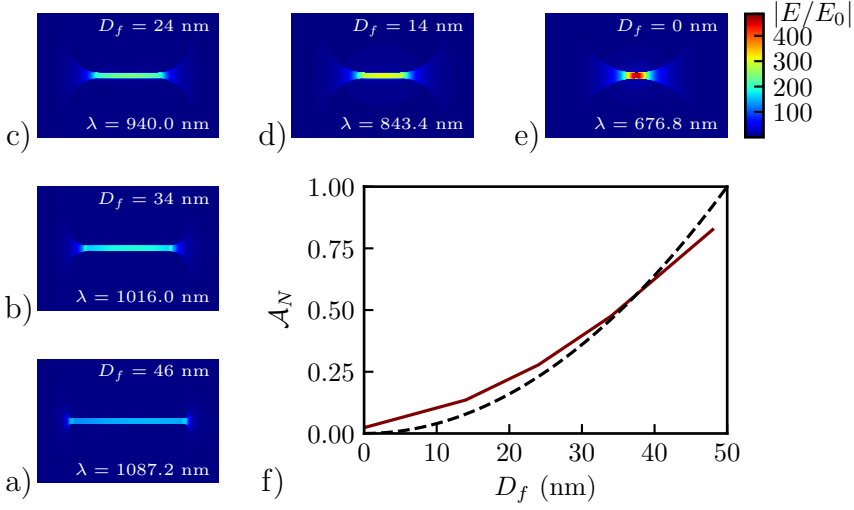 c)
D_f = 24 nm
λ = 940.0 nm
d)
D_f = 14 nm
λ = 843.4 nm
e)
D_f = 0 nm
λ = 676.8 nm
|E/E_0|
400
300
200
100
b)
D_f = 34 nm
λ = 1016.0 nm
a)
D_f = 46 nm
λ = 1087.2 nm
f)
𝒜_N
1.00
0.75
0.50
0.25
0.00
0 10 20 30 40 50
D_f (nm)